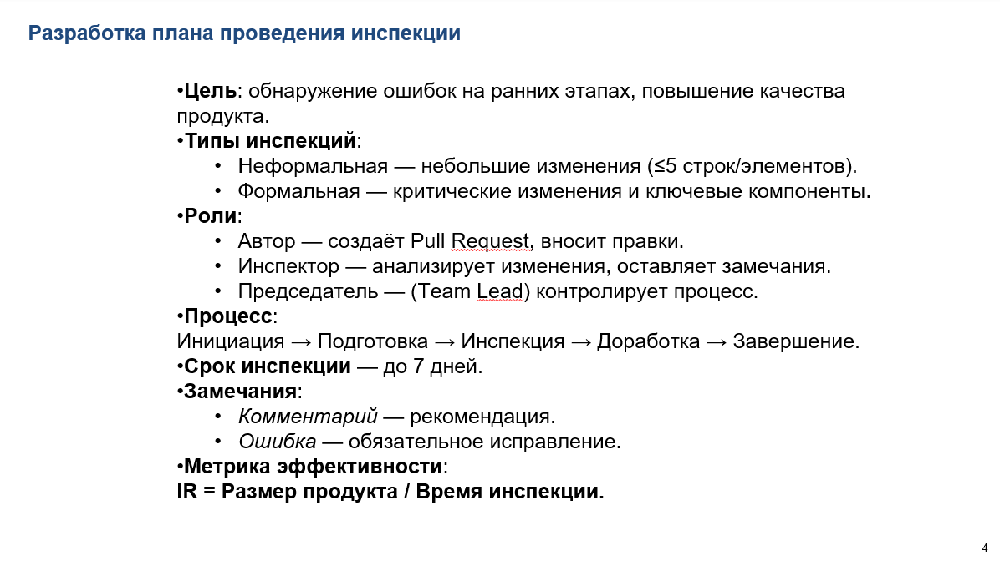 Разработка плана проведения инспекции
•Цель: обнаружение ошибок на ранних этапах, повышение качества
продукта.
•Типы инспекций:
• Неформальная — небольшие изменения (≤5 строк/элементов).
• Формальная — критические изменения и ключевые компоненты.
•Роли:
• Автор — создаёт Pull Request, вносит правки.
• Инспектор — анализирует изменения, оставляет замечания.
• Председатель — (Team Lead) контролирует процесс.
•Процесс:
Инициация → Подготовка → Инспекция → Доработка → Завершение.
•Срок инспекции — до 7 дней.
•Замечания:
• Комментарий — рекомендация.
• Ошибка — обязательное исправление.
•Метрика эффективности:
IR = Размер продукта / Время инспекции.
4